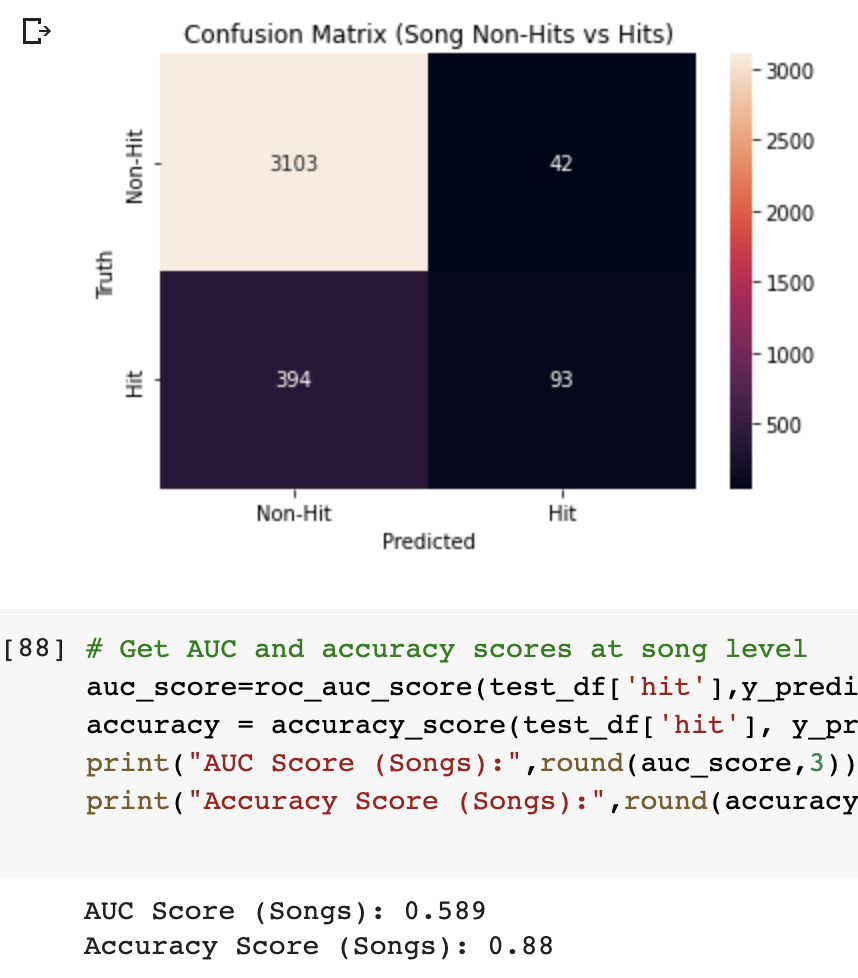 Confusion Matrix (Song Non-Hits vs Hits)
3000
2500
2000
1500
1000
500
Non-Hit
3103
42
Truth
Hit
394
93
Non-Hit Hit
Predicted
[88] # Get AUC and accuracy scores at song level
auc_score=roc_auc_score(test_df['hit'],y_predi
accuracy = accuracy_score(test_df['hit'], y_pr
print("AUC Score (Songs):",round(auc_score,3))
print("Accuracy Score (Songs):",round(accuracy
AUC Score (Songs): 0.589
Accuracy Score (Songs): 0.88